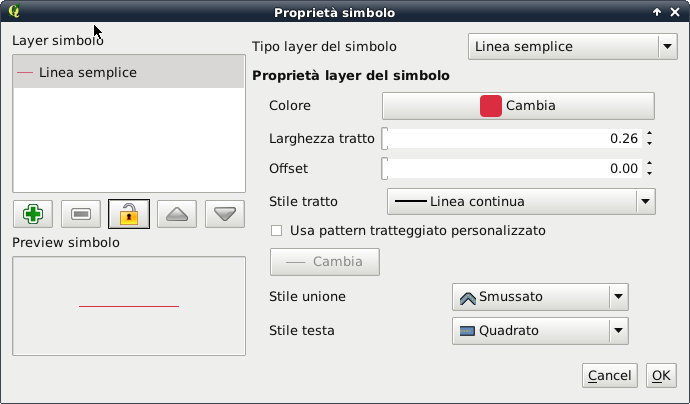 Proprietà simbolo
Layer simbolo
Linea semplice
Preview simbolo
Tipo layer del simbolo
Linea semplice
Proprietà layer del simbolo
Colore
Cambia
Larghezza tratto
0.26
Offset
0.00
Stile tratto
Linea continua
Usa pattern tratteggiato personalizzato
Cambia
Stile unione
Smussato
Stile testa
Quadrato
Cancel
OK